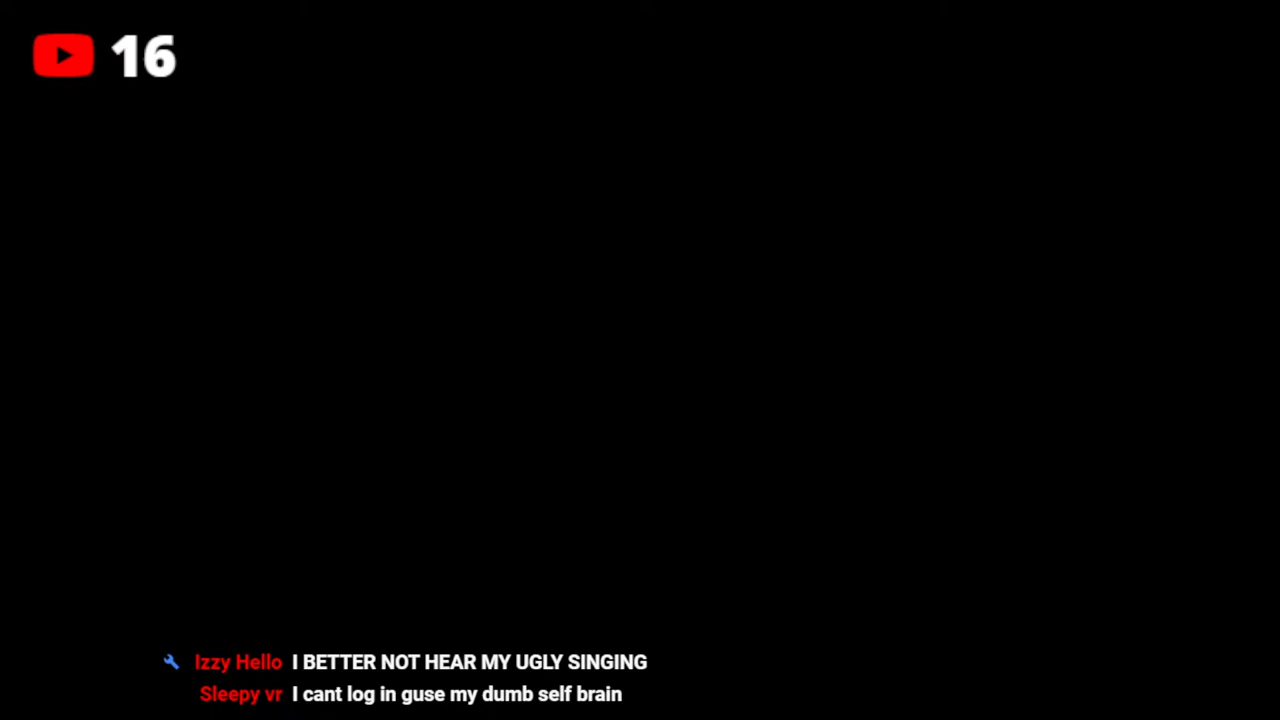 16
Izzy Hello I BETTER NOT HEAR MY UGLY SINGING
Sleepy vr I cant log in guse my dumb self brain